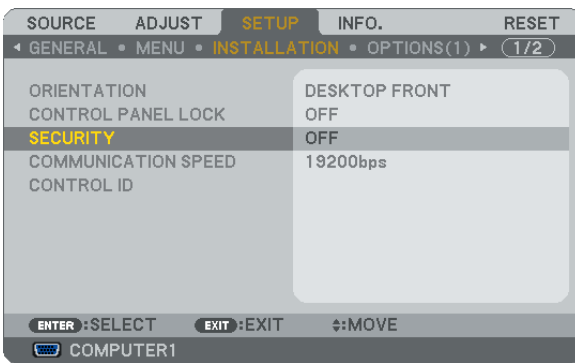 SOURCE ADJUST SETUP INFO. RESET
◀ GENERAL • MENU • INSTALLATION • OPTIONS(1) ▶ 1/2
ORIENTATION DESKTOP FRONT
CONTROL PANEL LOCK OFF
SECURITY OFF
COMMUNICATION SPEED 19200bps
CONTROL ID
ENTER :SELECT EXIT :EXIT ♦:MOVE
COMPUTER1